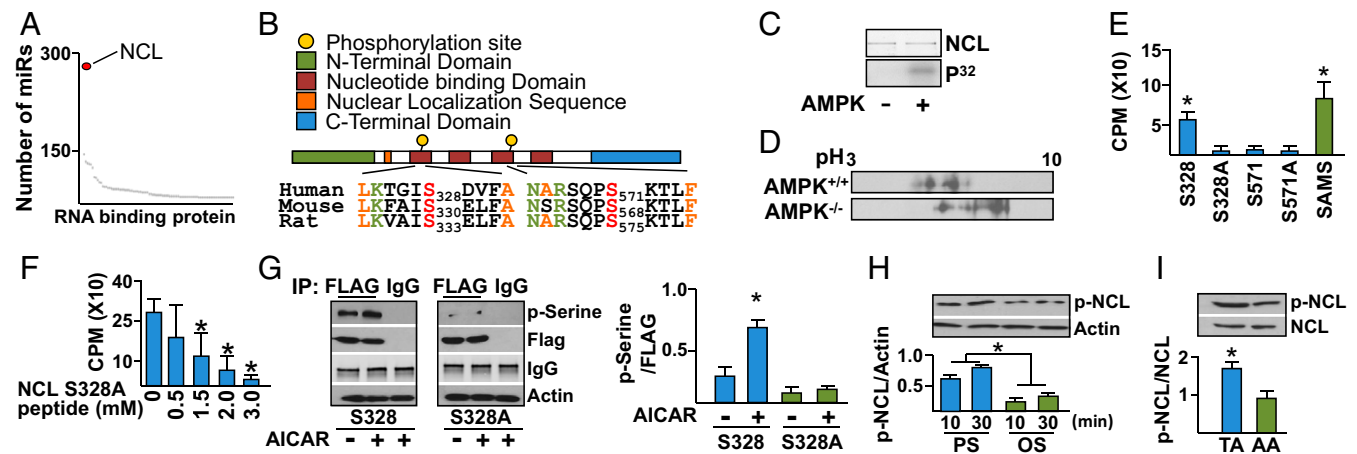 A
300
NCL
150
Number of miRs
RNA binding protein
B
Phosphorylation site
N-Terminal Domain
Nucleotide binding Domain
Nuclear Localization Sequence
C-Terminal Domain
Human LKTGIS328DVFA NARSQPS571KTLF
Mouse LKFAIS330ELFA NSRSQPS568KTLF
Rat LKVAIS333ELFA NARSQPS575KTLF
C
NCL
P32
AMPK - +
D
pH 3 10
AMPK+/+
AMPK-/-
E
CPM (X10)
15
10
5
* *
S328 S328A S571 S571A SAMS
F
CPM (X10)
40
25
10
* * *
NCL S328A peptide (mM)
0 0.5 1.5 2.0 3.0
G
IP: FLAG IgG FLAG IgG
p-Serine
Flag
IgG
Actin
S328 S328A
AICAR - + + - + +
p-Serine /FLAG
1.0
0.5
*
AICAR - + - +
S328 S328A
H
p-NCL
Actin
p-NCL/Actin
1.0
0.5
*
10 30 10 30 (min)
PS OS
I
p-NCL
NCL
p-NCL/NCL
2
1
*
TA AA